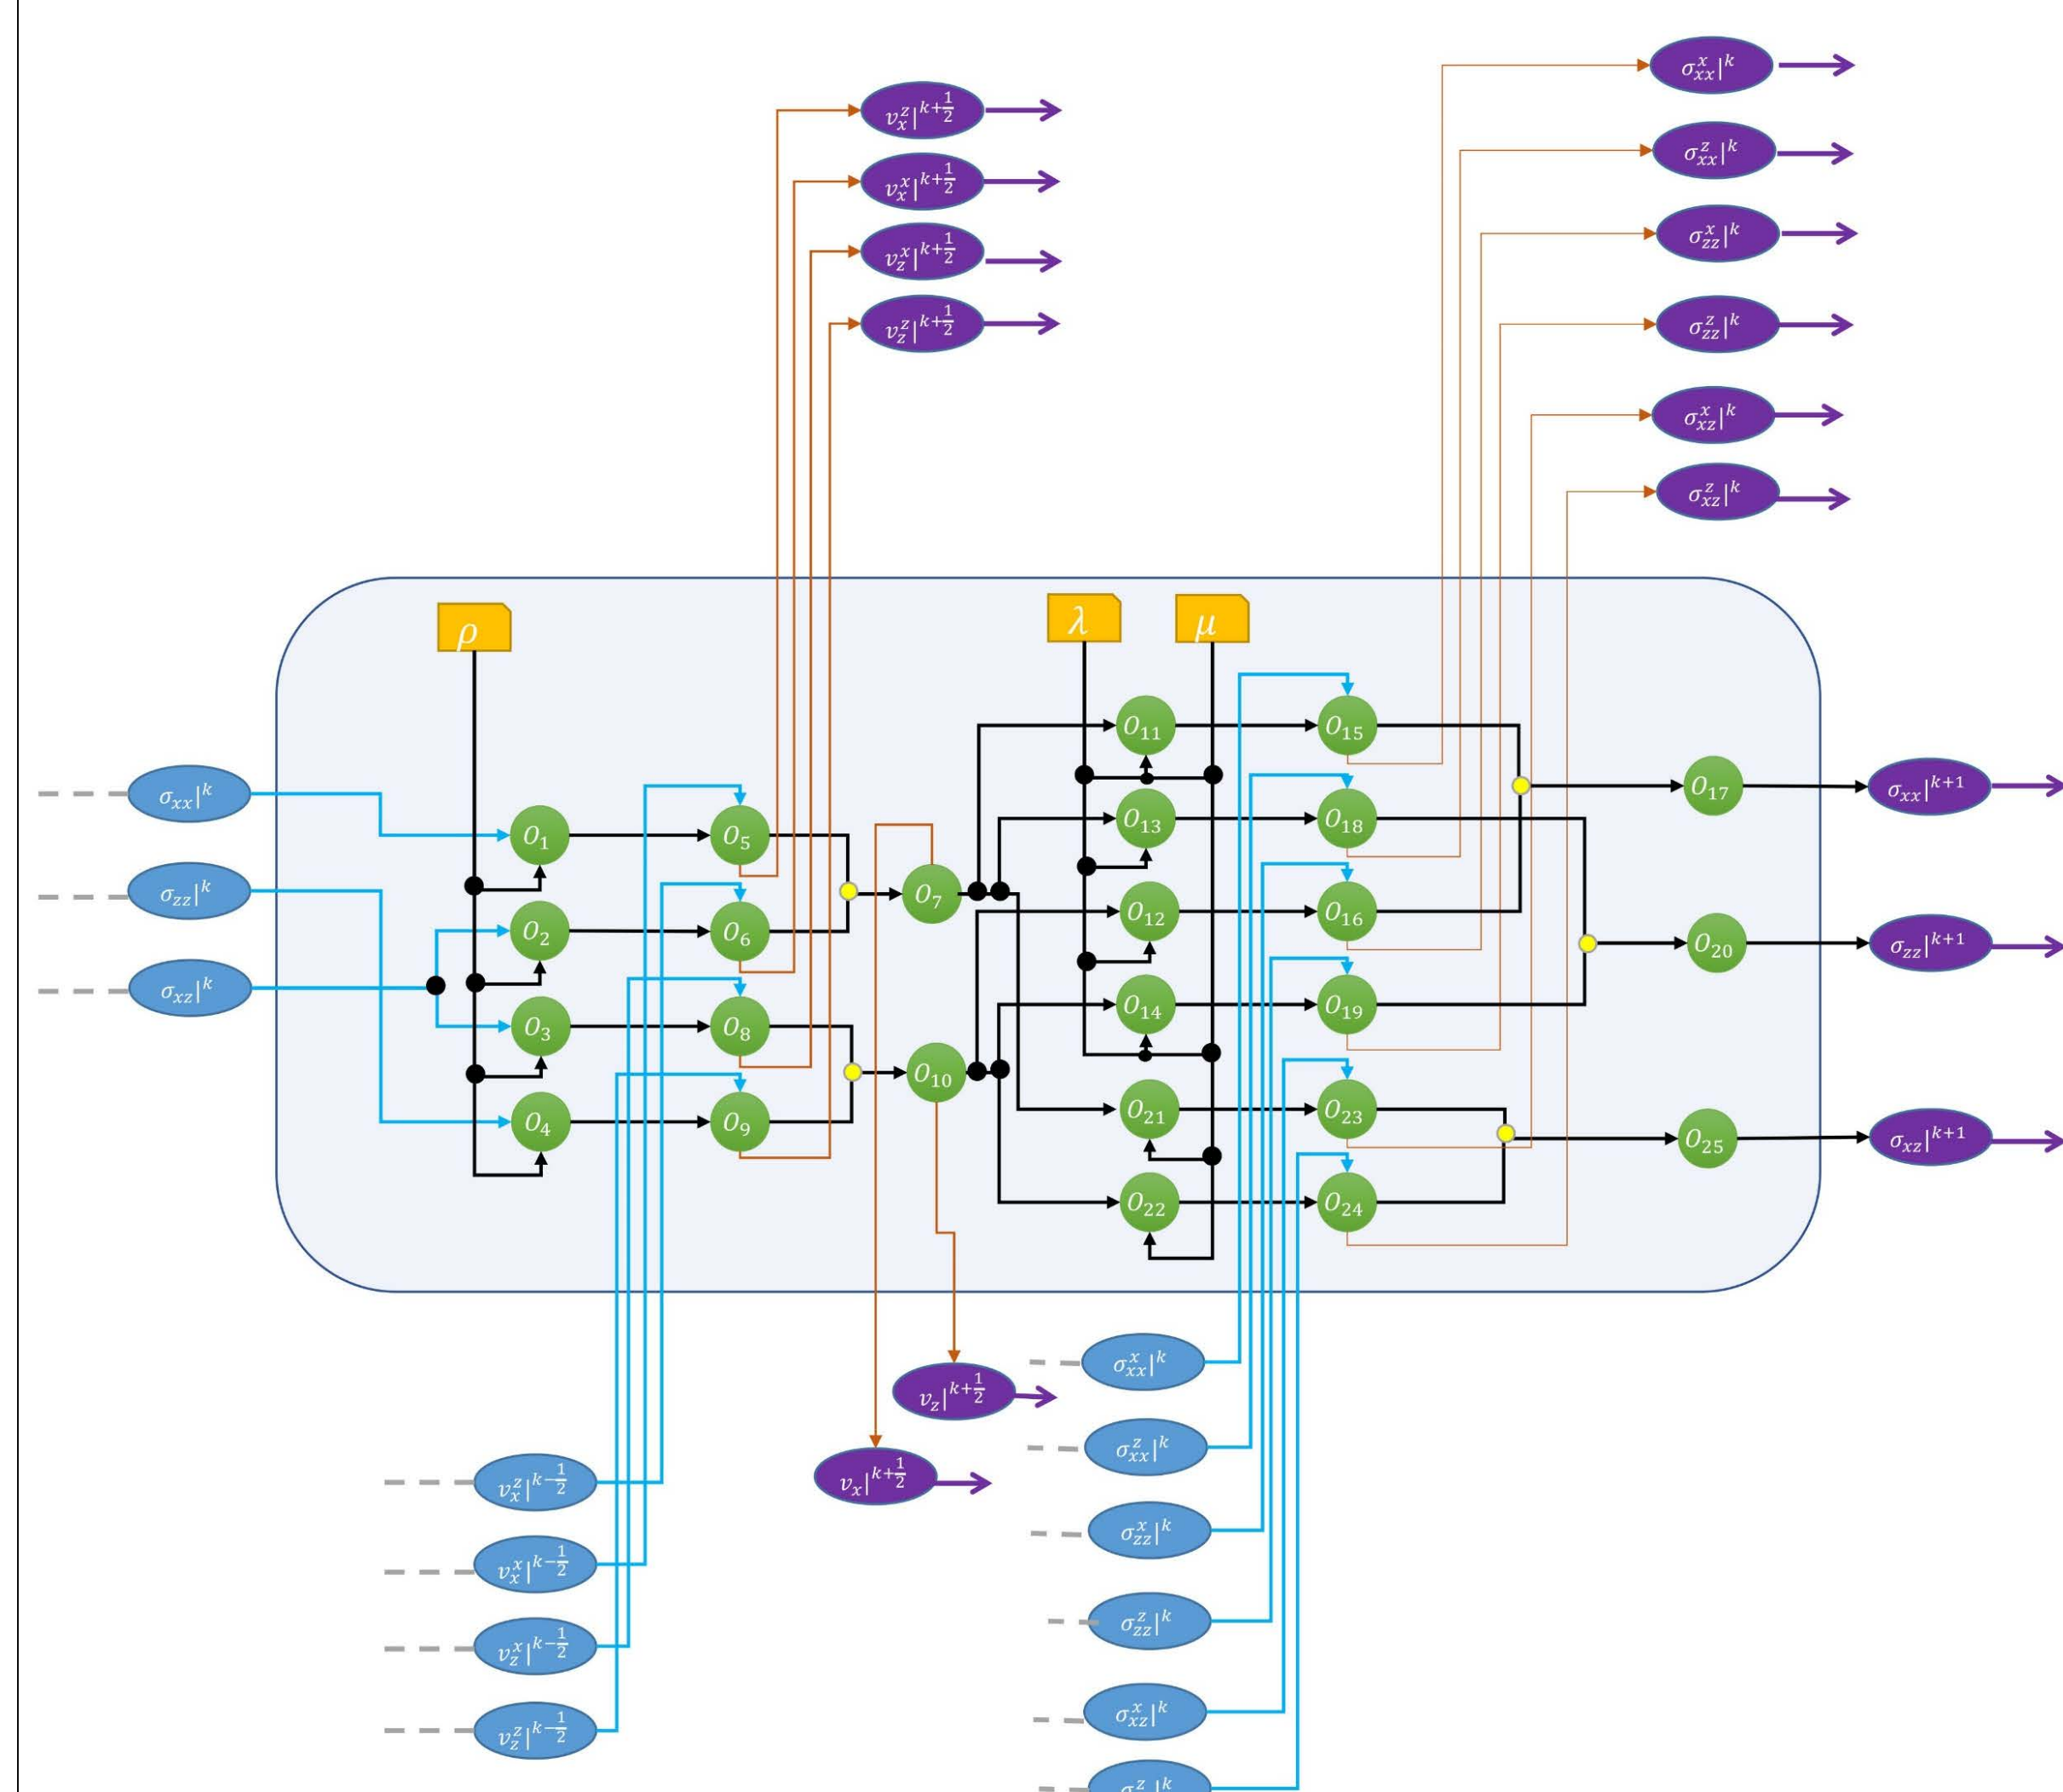 σ_xx^x|^k
v_x^z|^{k+1/2}
σ_xx^z|^k
v_x^x|^{k+1/2}
σ_zz^x|^k
v_z^x|^{k+1/2}
σ_zz^z|^k
v_z^z|^{k+1/2}
σ_xz^x|^k
σ_xz^z|^k
ρ λ μ
O_11 O_15
σ_xx|^k O_17 σ_xx|^{k+1}
O_1 O_5 O_13 O_18
σ_zz|^k O_7
O_2 O_6 O_12 O_16
O_20 σ_zz|^{k+1}
σ_xz|^k
O_3 O_8 O_14 O_19
O_10
O_4 O_9 O_21 O_23
O_25 σ_xz|^{k+1}
O_22 O_24
σ_xx^x|^k
v_z|^{k+1/2}
σ_xx^z|^k
v_x|^{k+1/2}
v_x^z|^{k-1/2}
σ_zz^x|^k
v_x^x|^{k-1/2}
σ_zz^z|^k
v_z^x|^{k-1/2}
σ_xz^x|^k
v_z^z|^{k-1/2}